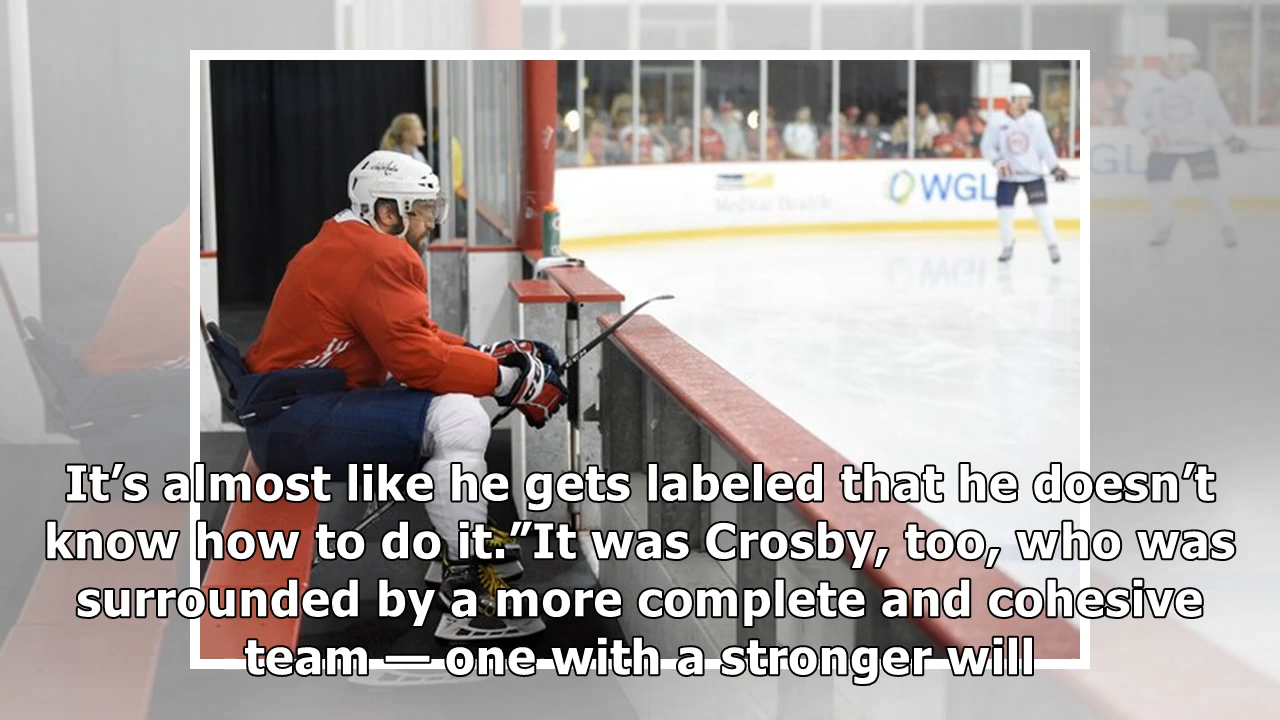 WGL
It’s almost like he gets labeled that he doesn’t
know how to do it.”It was Crosby, too, who was
surrounded by a more complete and cohesive
team — one with a stronger will